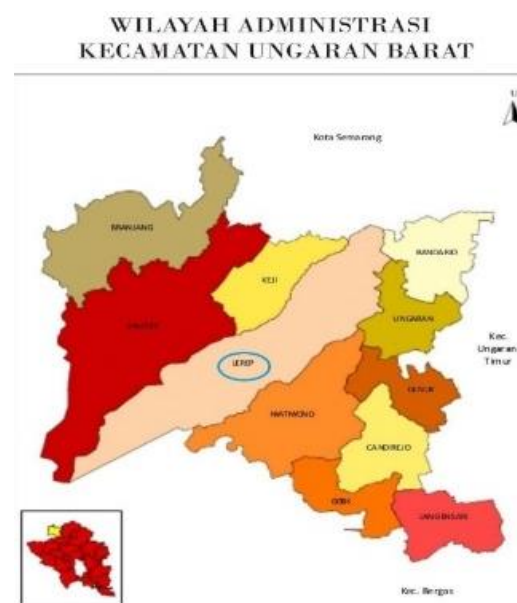 WILAYAH ADMINISTRASI
KECAMATAN UNGARAN BARAT
U
Kota Semarang
BRANJANG
BANDARJO
KEJI
UNGARAN
Kec.
Ungaran
Timur
LEREP
GENUK
NYATNYONO
CANDIREJO
GOGIK
LANGENSARI
Kec. Bergas